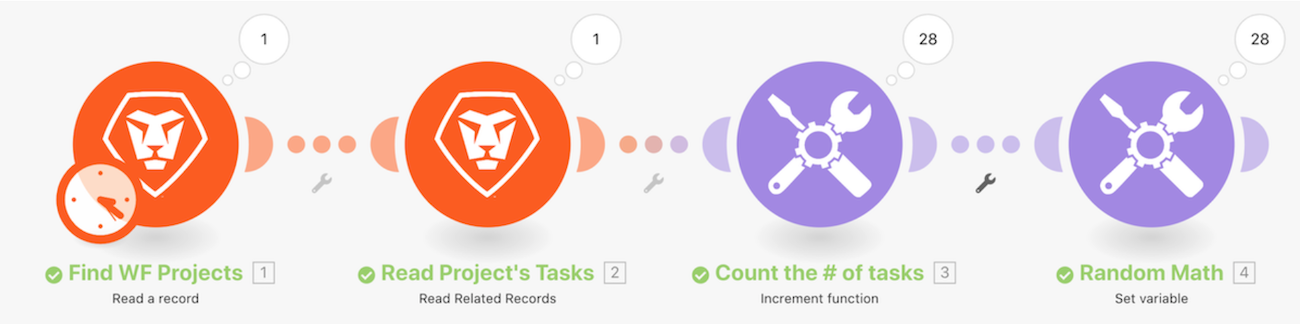 1 1 28 28
Find WF Projects 1 Read Project's Tasks 2 Count the # of tasks 3 Random Math 4
Read a record Read Related Records Increment function Set variable